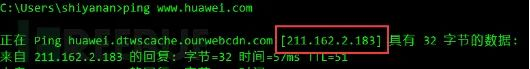 C:\Users\shiyanan>ping www.huawei.com
正在 Ping huawei.dtwscache.ourwebcdn.com [211.162.2.183] 具有 32 字节的数据:
来自 211.162.2.183 的回复: 字节=32 时间=57ms TTL=51